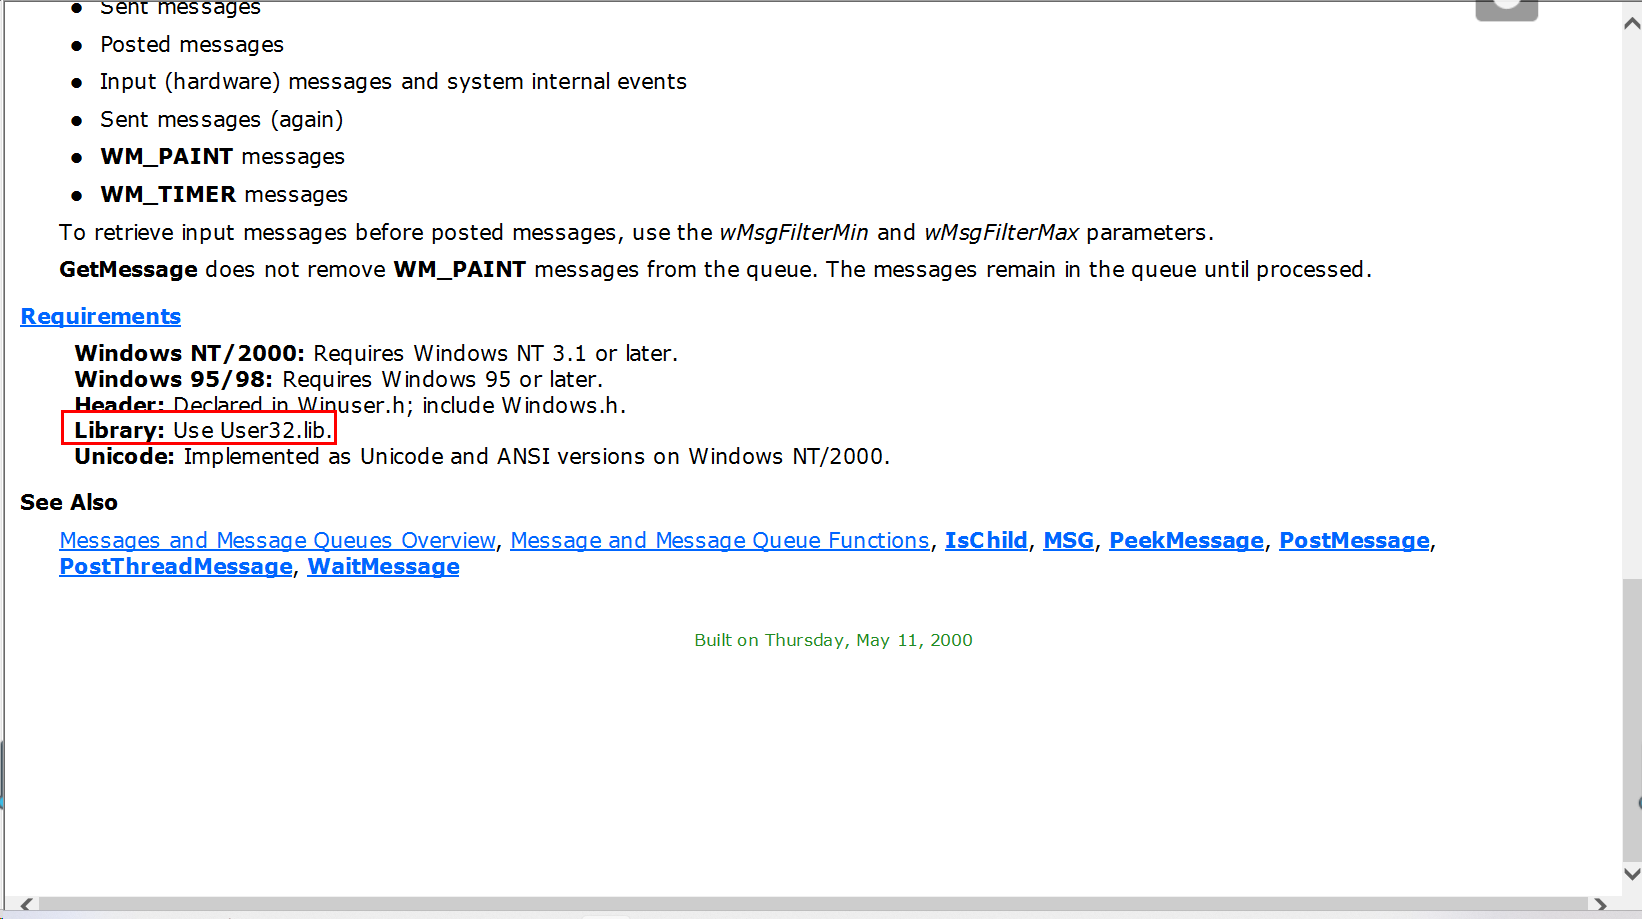 Sent messages
Posted messages
Input (hardware) messages and system internal events
Sent messages (again)
WM_PAINT messages
WM_TIMER messages
To retrieve input messages before posted messages, use the wMsgFilterMin and wMsgFilterMax parameters.
GetMessage does not remove WM_PAINT messages from the queue. The messages remain in the queue until processed.
Requirements
Windows NT/2000: Requires Windows NT 3.1 or later.
Windows 95/98: Requires Windows 95 or later.
Header: Declared in Winuser.h; include Windows.h.
Library: Use User32.lib.
Unicode: Implemented as Unicode and ANSI versions on Windows NT/2000.
See Also
Messages and Message Queues Overview, Message and Message Queue Functions, IsChild, MSG, PeekMessage, PostMessage,
PostThreadMessage, WaitMessage
Built on Thursday, May 11, 2000